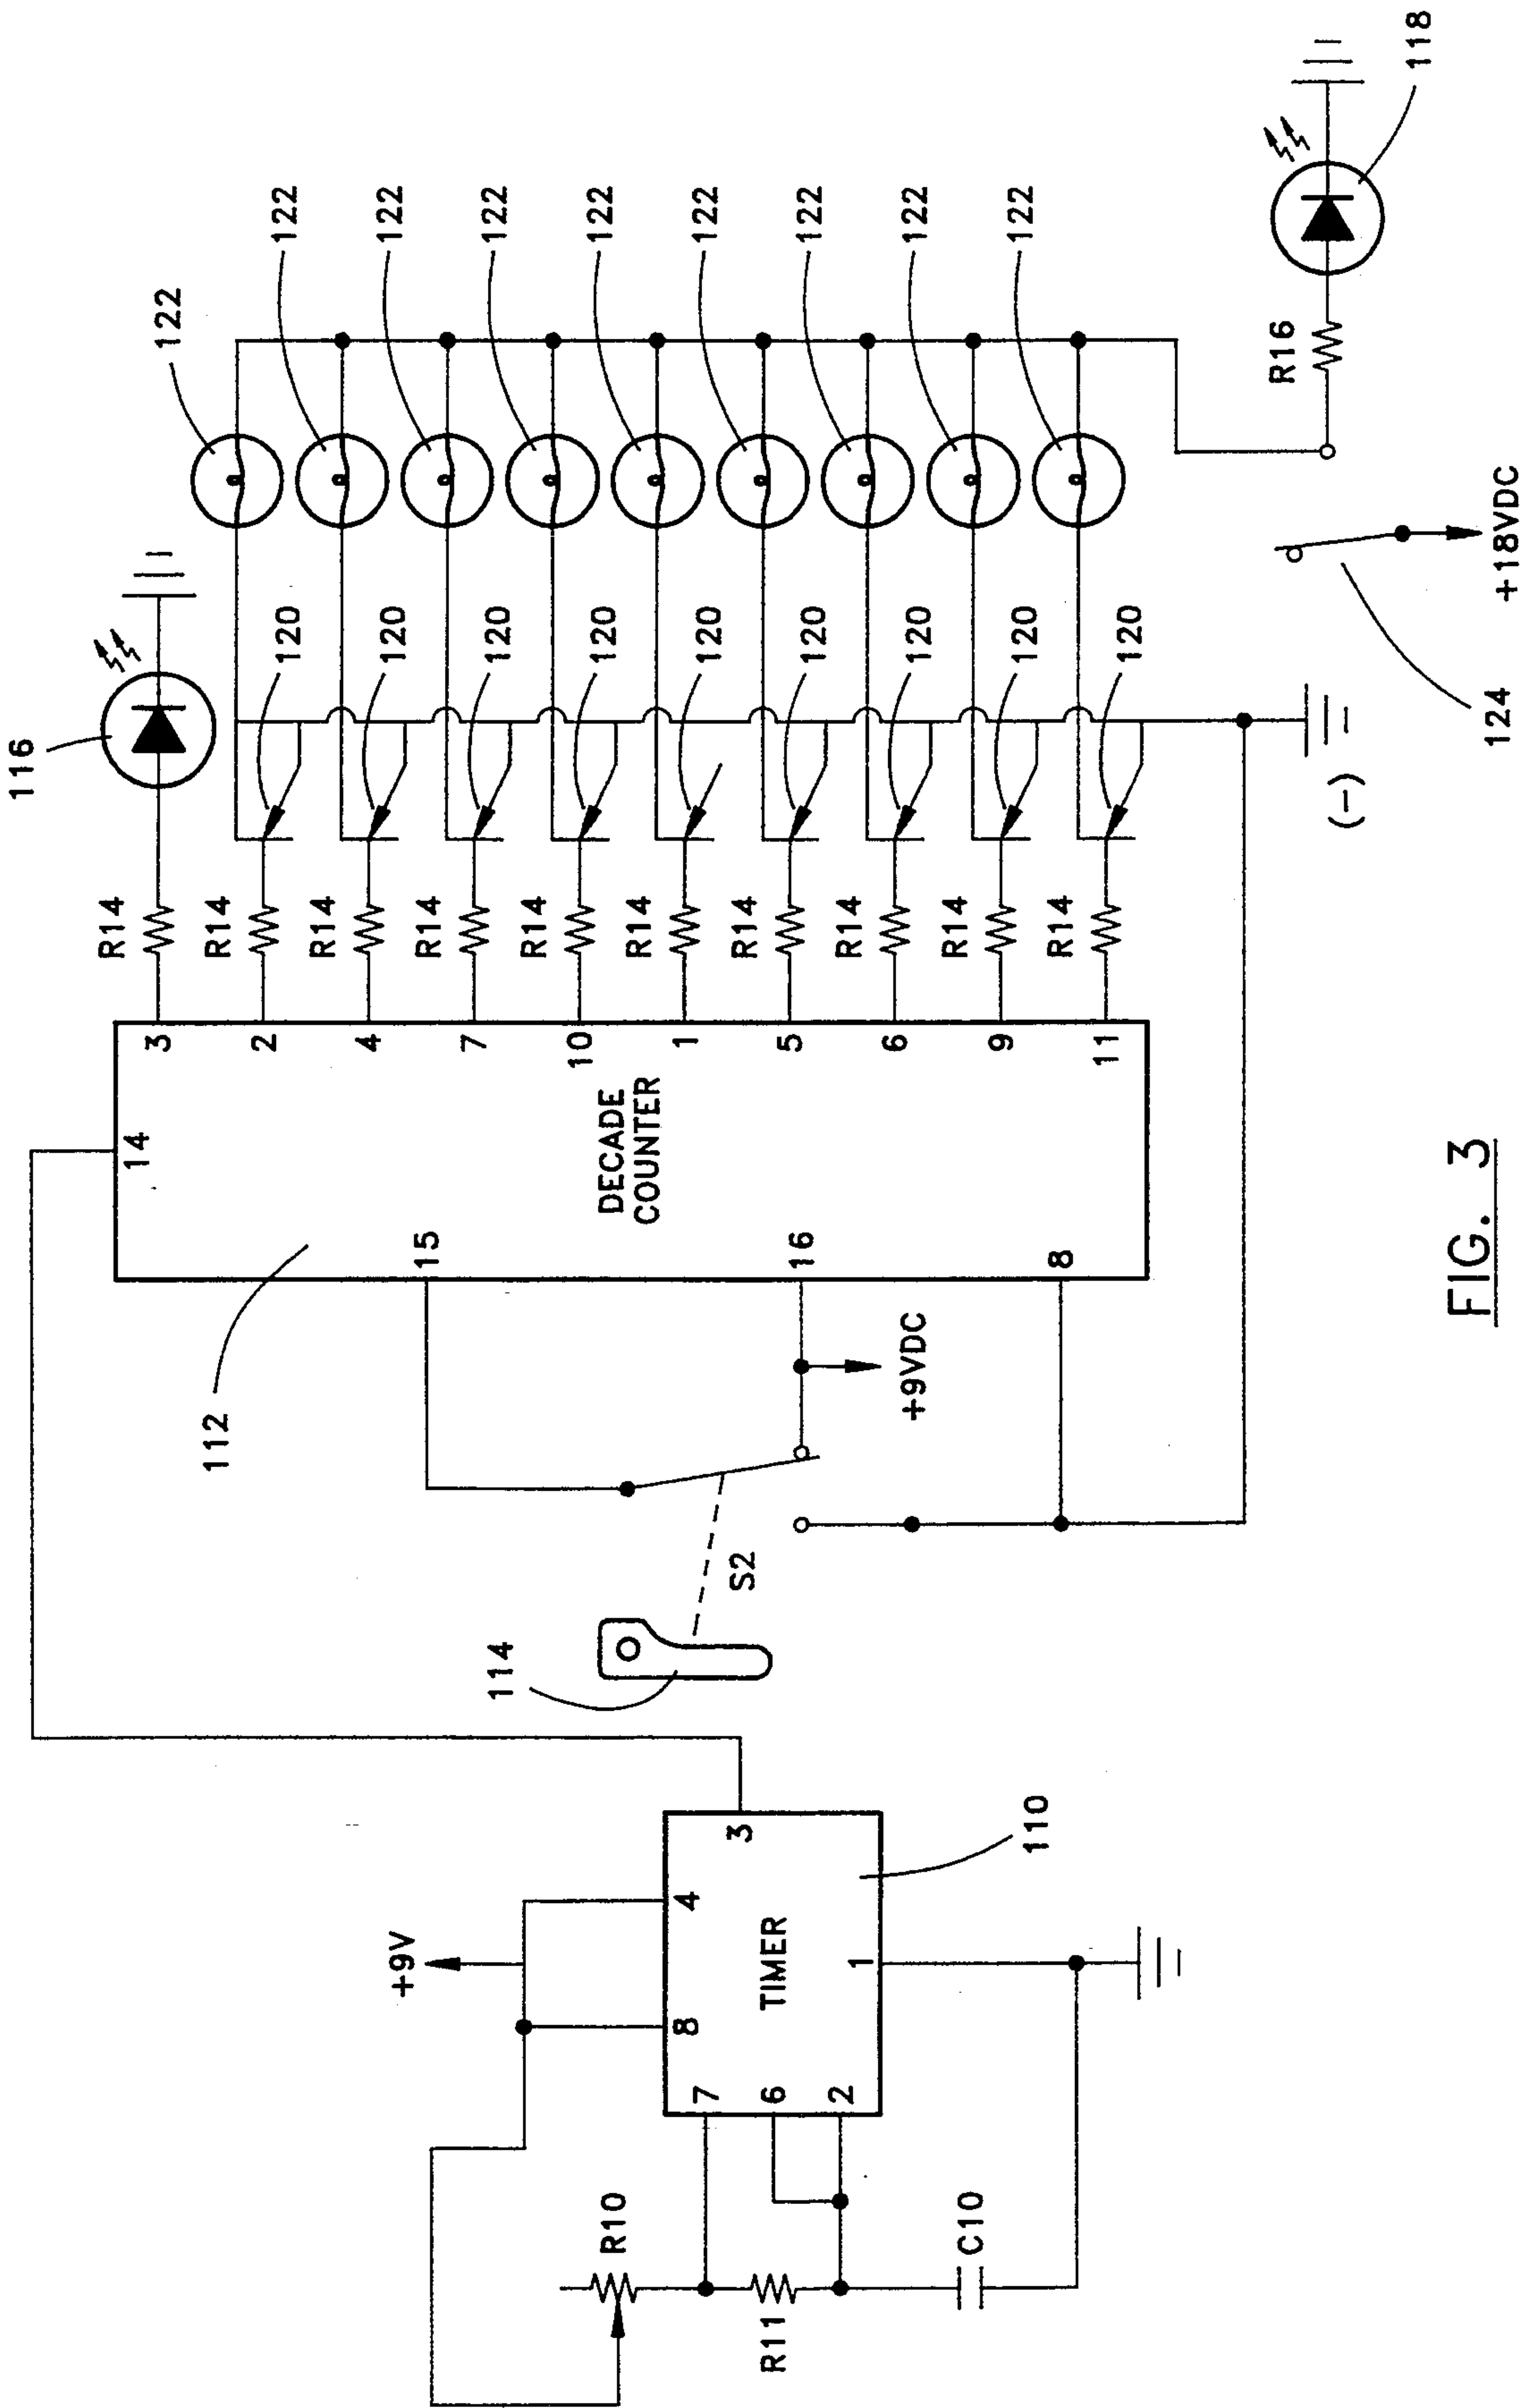 +9V
R10
R11
C10
8
4
7
6
2
TIMER
3
1
110
114
S2
112
14
15
16
8
+9VDC
DECADE
COUNTER
3
2
4
7
10
1
5
6
9
11
R14
R14
R14
R14
R14
R14
R14
R14
R14
R14
116
120
120
120
120
120
120
120
120
120
122
122
122
122
122
122
122
122
122
(-)
124
+18VDC
R16
118
FIG. 3